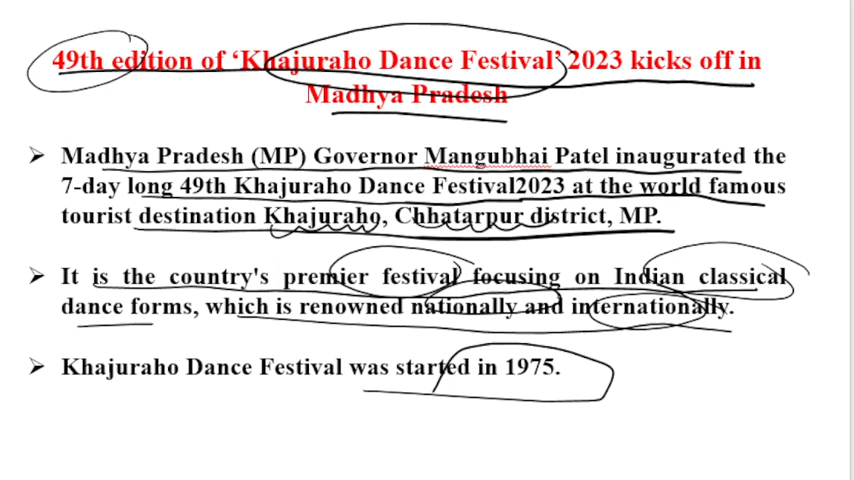 49th edition of ‘Khajuraho Dance Festival’ 2023 kicks off in
Madhya Pradesh
➢ Madhya Pradesh (MP) Governor Mangubhai Patel inaugurated the
7-day long 49th Khajuraho Dance Festival2023 at the world famous
tourist destination Khajuraho, Chhatarpur district, MP.
➢ It is the country's premier festival focusing on Indian classical
dance forms, which is renowned nationally and internationally.
➢ Khajuraho Dance Festival was started in 1975.